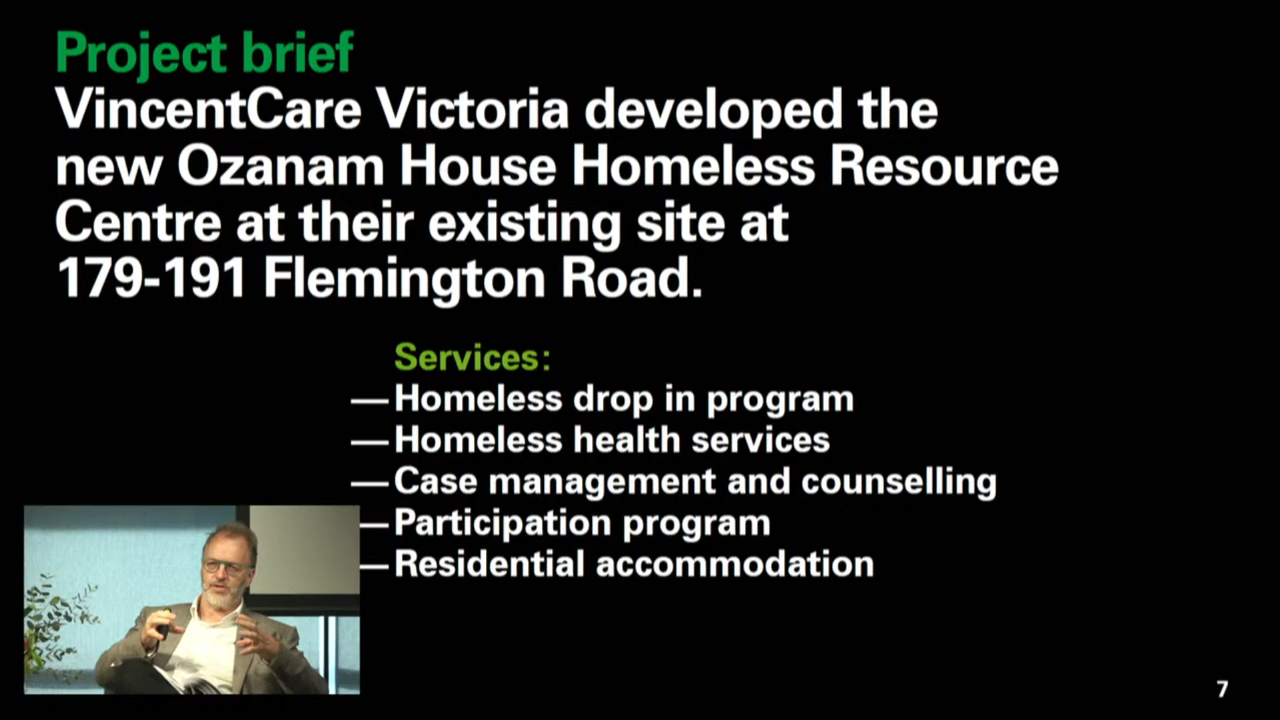 Project brief
VincentCare Victoria developed the
new Ozanam House Homeless Resource
Centre at their existing site at
179-191 Flemington Road.
Services:
—Homeless drop in program
—Homeless health services
—Case management and counselling
—Participation program
—Residential accommodation
7